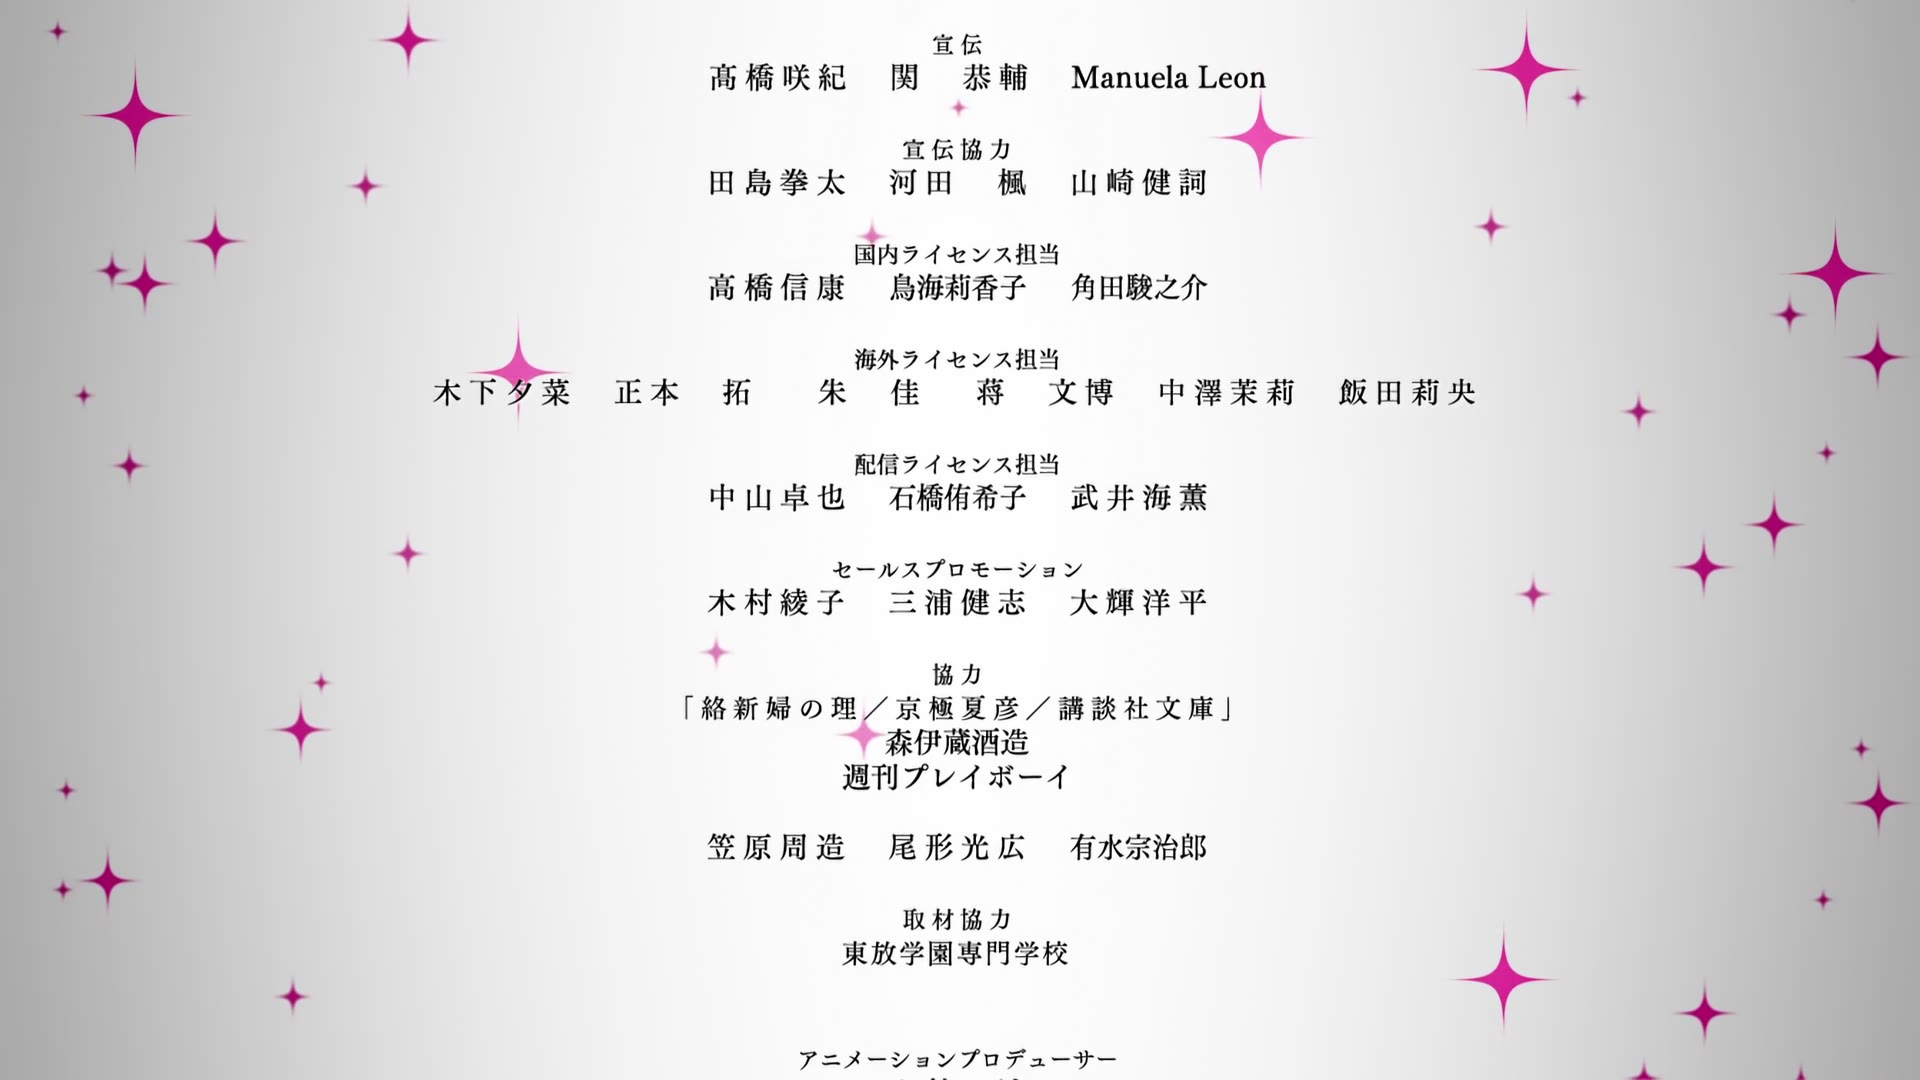 宣伝
髙橋咲紀　関　恭輔　Manuela Leon
宣伝協力
田島拳太　河田　楓　山崎健詞
国内ライセンス担当
高橋信康　鳥海莉香子　角田駿之介
海外ライセンス担当
木下夕菜　正本　拓　朱　佳　蒋　文博　中澤茉莉　飯田莉央
配信ライセンス担当
中山卓也　石橋侑希子　武井海薫
セールスプロモーション
木村綾子　三浦健志　大輝洋平
協力
「絡新婦の理／京極夏彦／講談社文庫」
森伊蔵酒造
週刊プレイボーイ
笠原周造　尾形光広　有水宗治郎
取材協力
東放学園専門学校
アニメーションプロデューサー